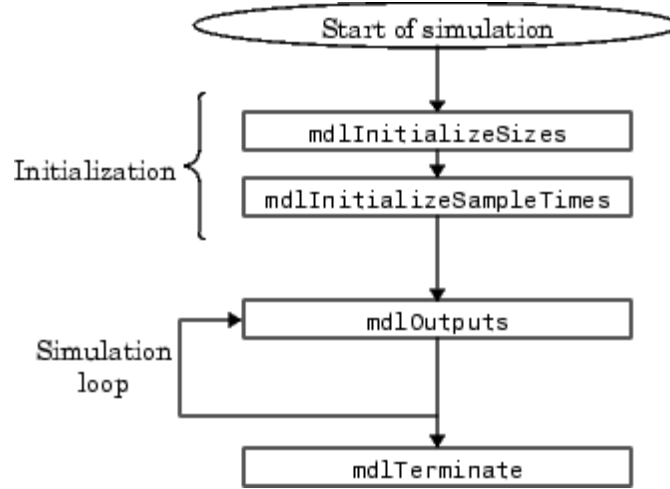 Start of simulation
mdlInitializeSizes
Initialization
mdlInitializeSampleTimes
mdlOutputs
Simulation
loop
mdlTerminate